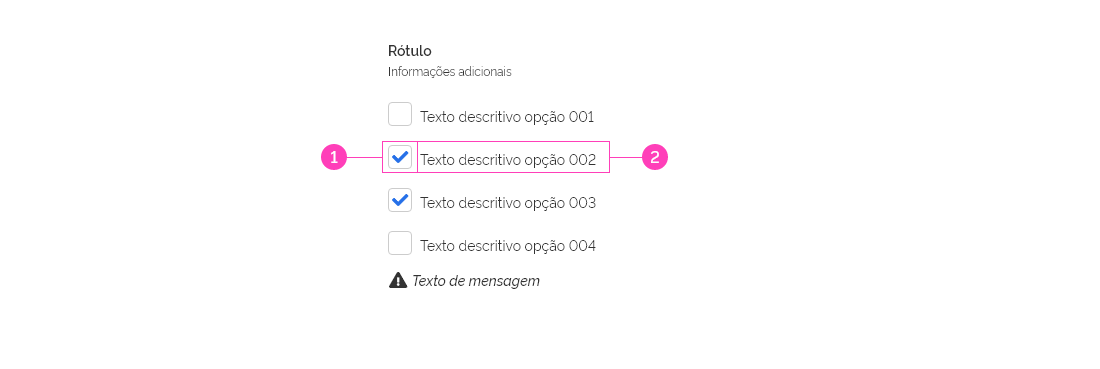 Rótulo
Informações adicionais
Texto descritivo opção 001
1 Texto descritivo opção 002 2
Texto descritivo opção 003
Texto descritivo opção 004
Texto de mensagem